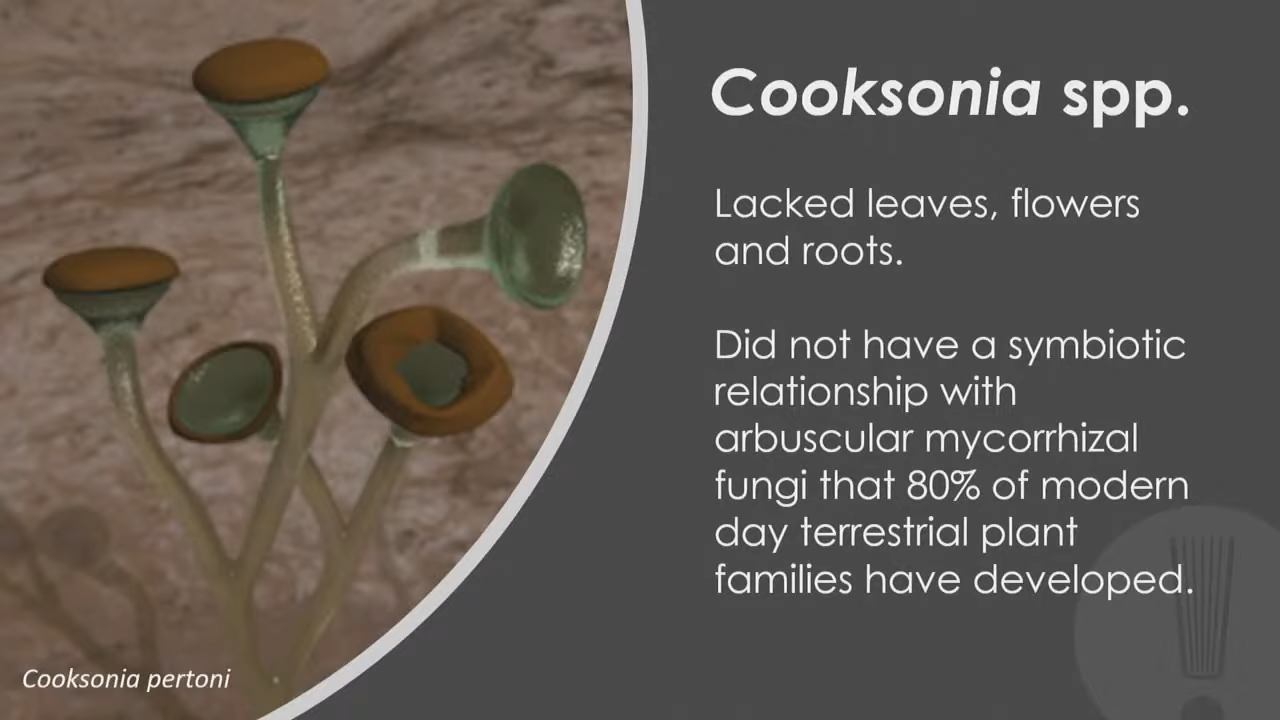 Cooksonia spp.
Lacked leaves, flowers
and roots.
Did not have a symbiotic
relationship with
arbuscular mycorrhizal
fungi that 80% of modern
day terrestrial plant
families have developed.
Cooksonia pertoni